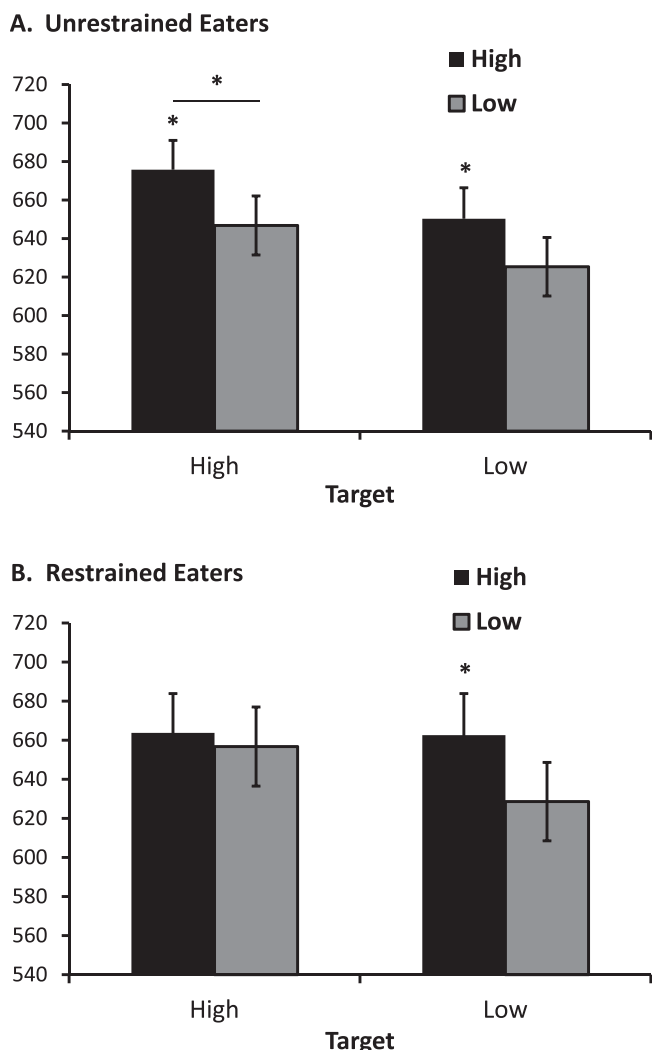 A. Unrestrained Eaters
High
Low
720
700
680
660
640
620
600
580
560
540
*
*
*
High
Low
Target
B. Restrained Eaters
High
Low
720
700
680
660
640
620
600
580
560
540
*
High
Low
Target